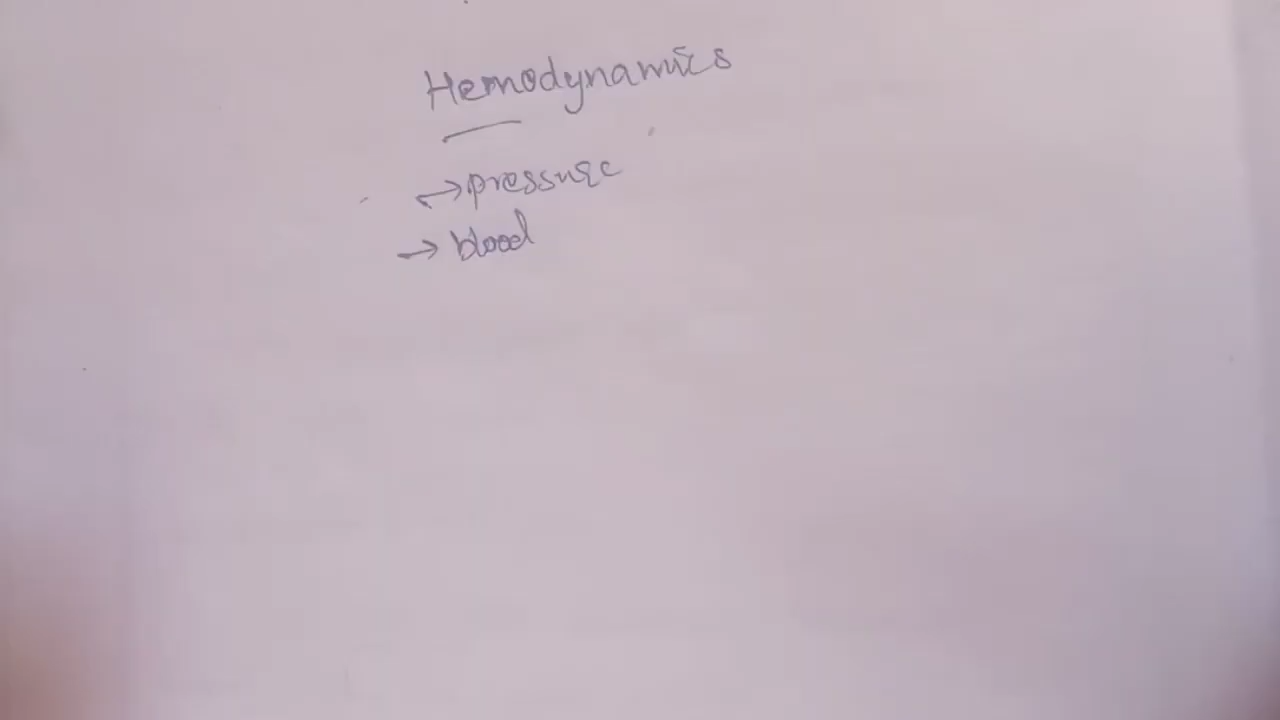 Hemodynamics
→ pressure
→ blood